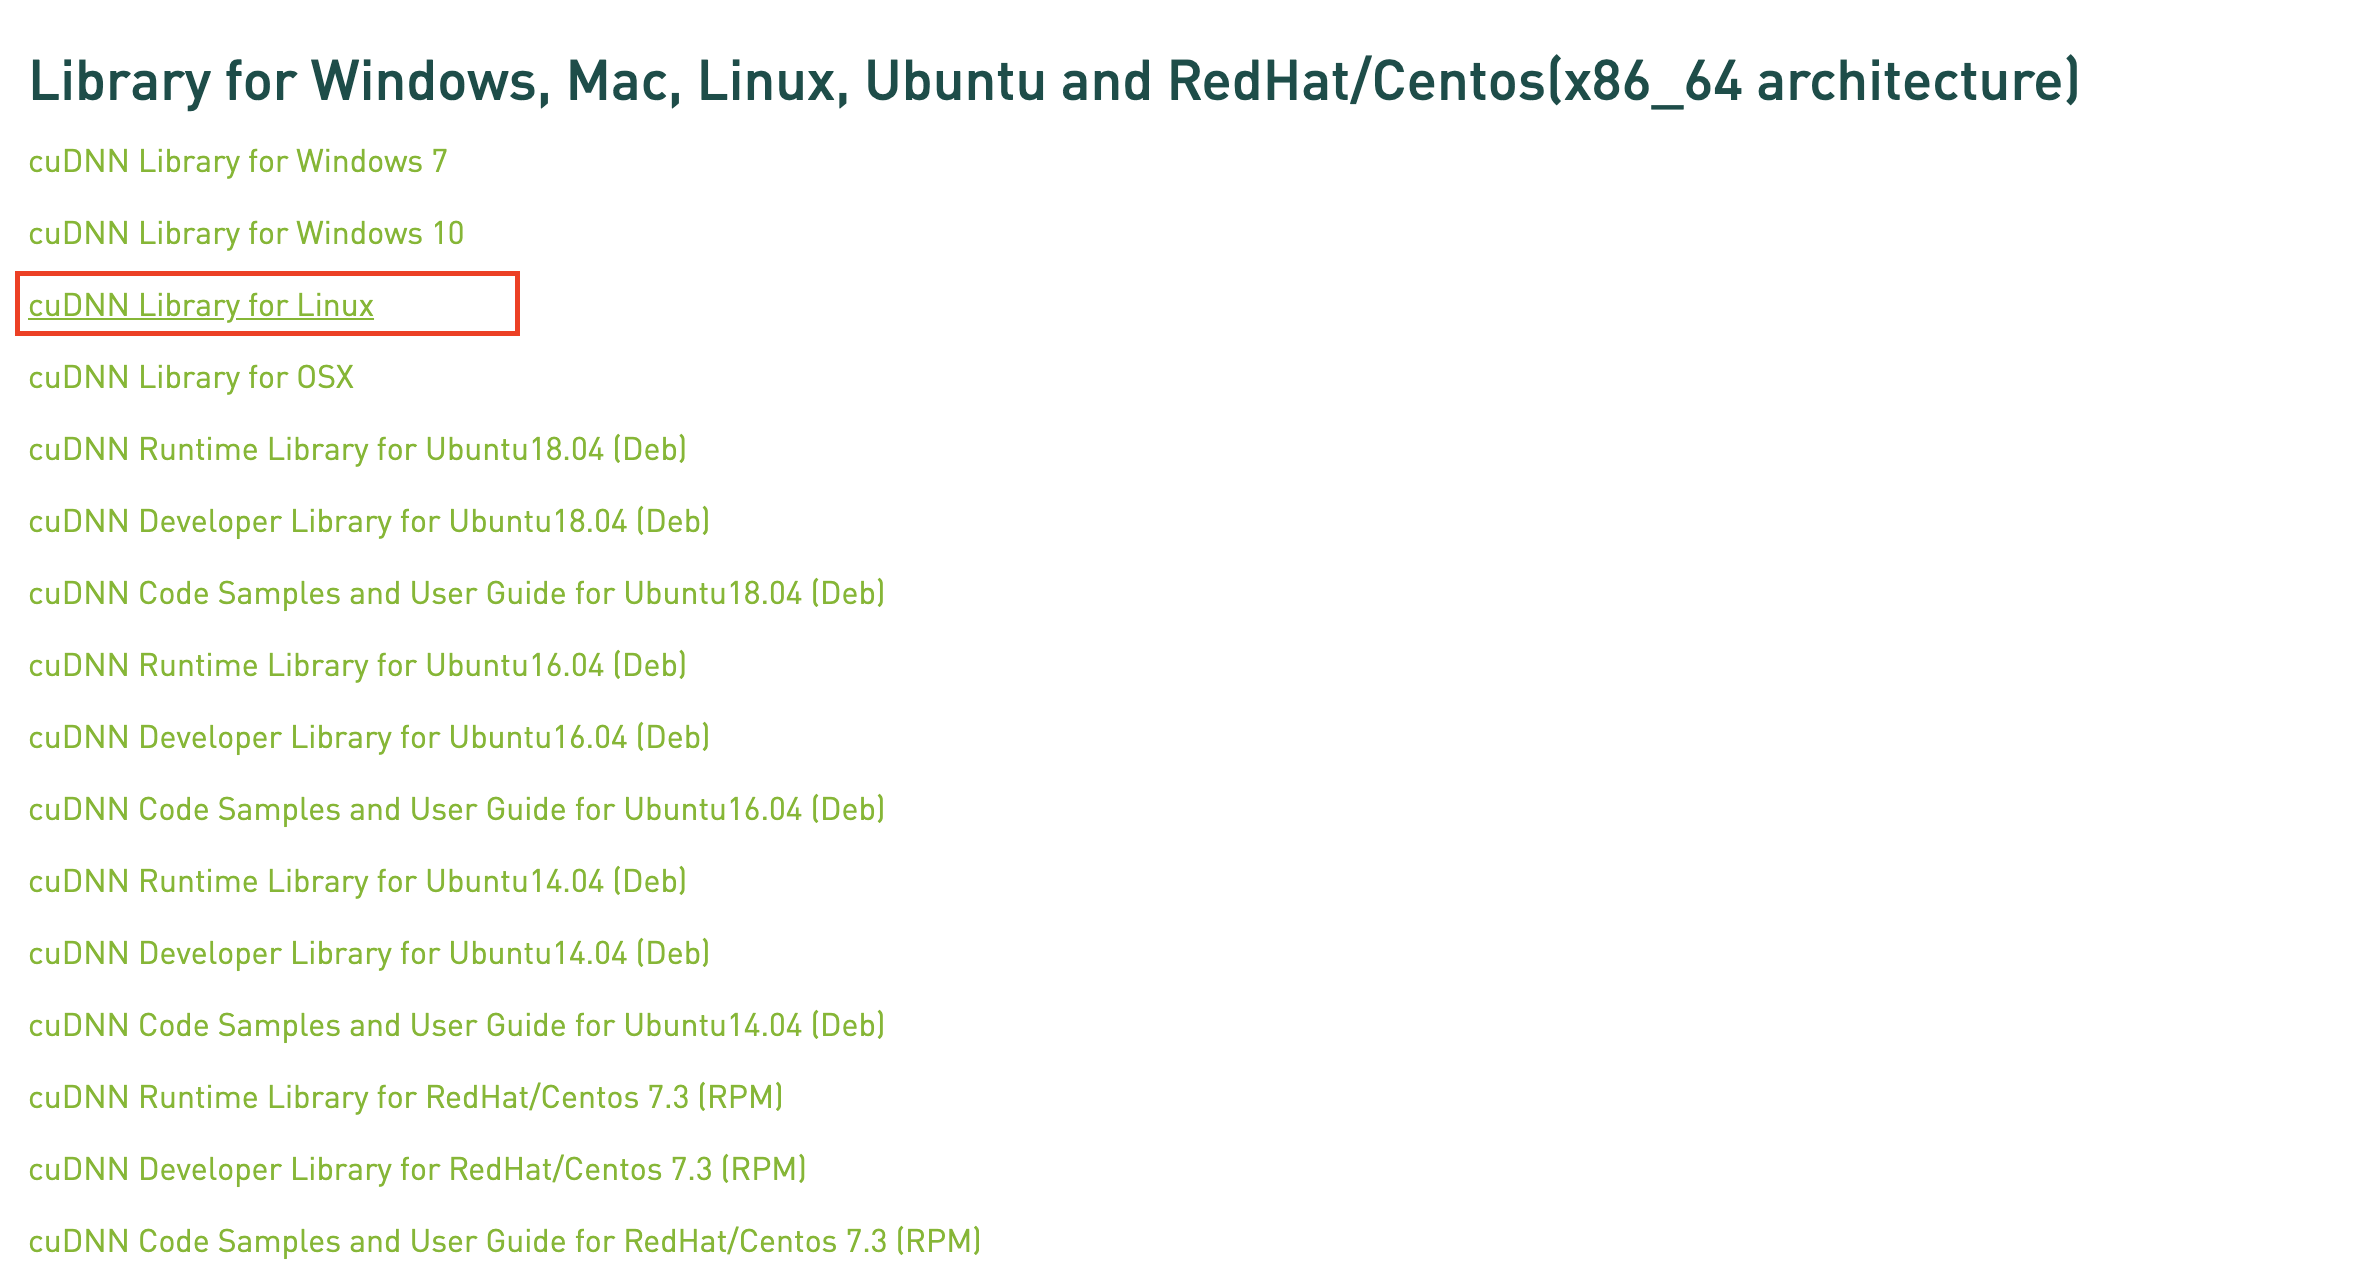 Library for Windows, Mac, Linux, Ubuntu and RedHat/Centos(x86_64 architecture)
cuDNN Library for Windows 7
cuDNN Library for Windows 10
cuDNN Library for Linux
cuDNN Library for OSX
cuDNN Runtime Library for Ubuntu18.04 (Deb)
cuDNN Developer Library for Ubuntu18.04 (Deb)
cuDNN Code Samples and User Guide for Ubuntu18.04 (Deb)
cuDNN Runtime Library for Ubuntu16.04 (Deb)
cuDNN Developer Library for Ubuntu16.04 (Deb)
cuDNN Code Samples and User Guide for Ubuntu16.04 (Deb)
cuDNN Runtime Library for Ubuntu14.04 (Deb)
cuDNN Developer Library for Ubuntu14.04 (Deb)
cuDNN Code Samples and User Guide for Ubuntu14.04 (Deb)
cuDNN Runtime Library for RedHat/Centos 7.3 (RPM)
cuDNN Developer Library for RedHat/Centos 7.3 (RPM)
cuDNN Code Samples and User Guide for RedHat/Centos 7.3 (RPM)